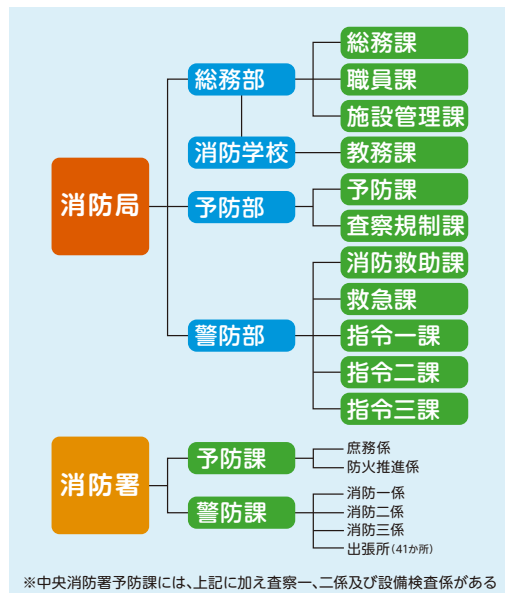 消防局
総務部
総務課
職員課
施設管理課
消防学校
教務課
予防部
予防課
査察規制課
警防部
消防救助課
救急課
指令一課
指令二課
指令三課
消防署
予防課
庶務係
防火推進係
警防課
消防一係
消防二係
消防三係
出張所(41か所)
※中央消防署予防課には、上記に加え査察一、二係及び設備検査係がある